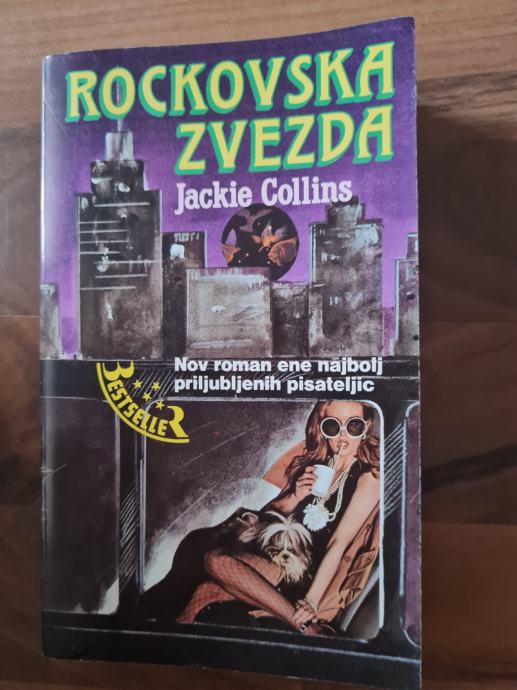 ROCKOVSKA
ZVEZDA
Jackie Collins
Nov roman ene najbolj
priljubljenih pisateljic
BESTSELLER